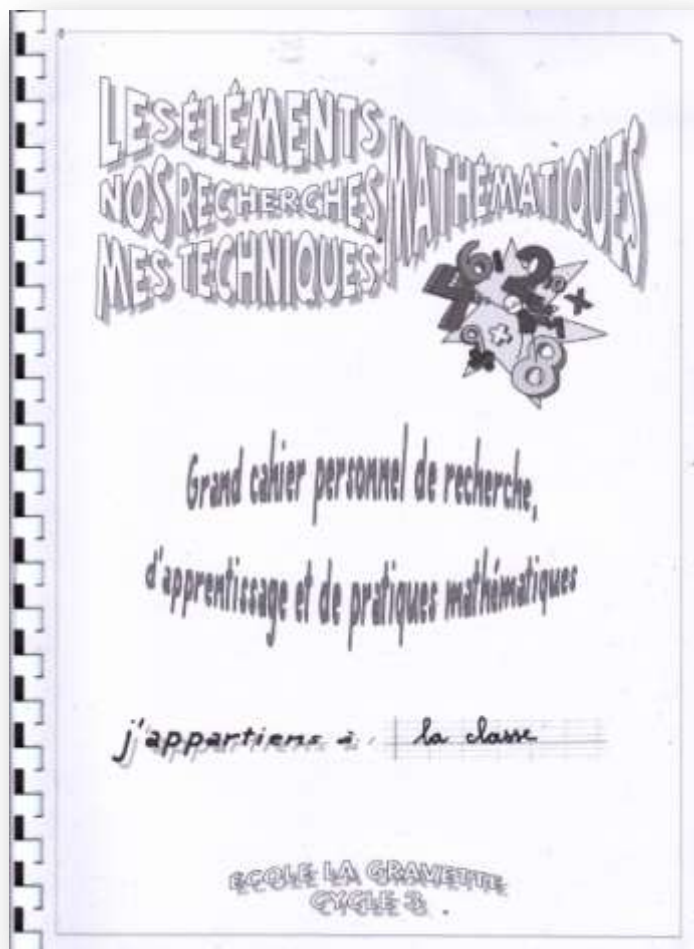 LES ÉLÉMENTS
NOS RECHERCHES
MES TECHNIQUES
MATHÉMATIQUES
Grand cahier personnel de recherche,
d'apprentissage et de pratiques mathématiques
j'appartiens à : la classe
ECOLE LA GRAVETTE
CYCLE 3